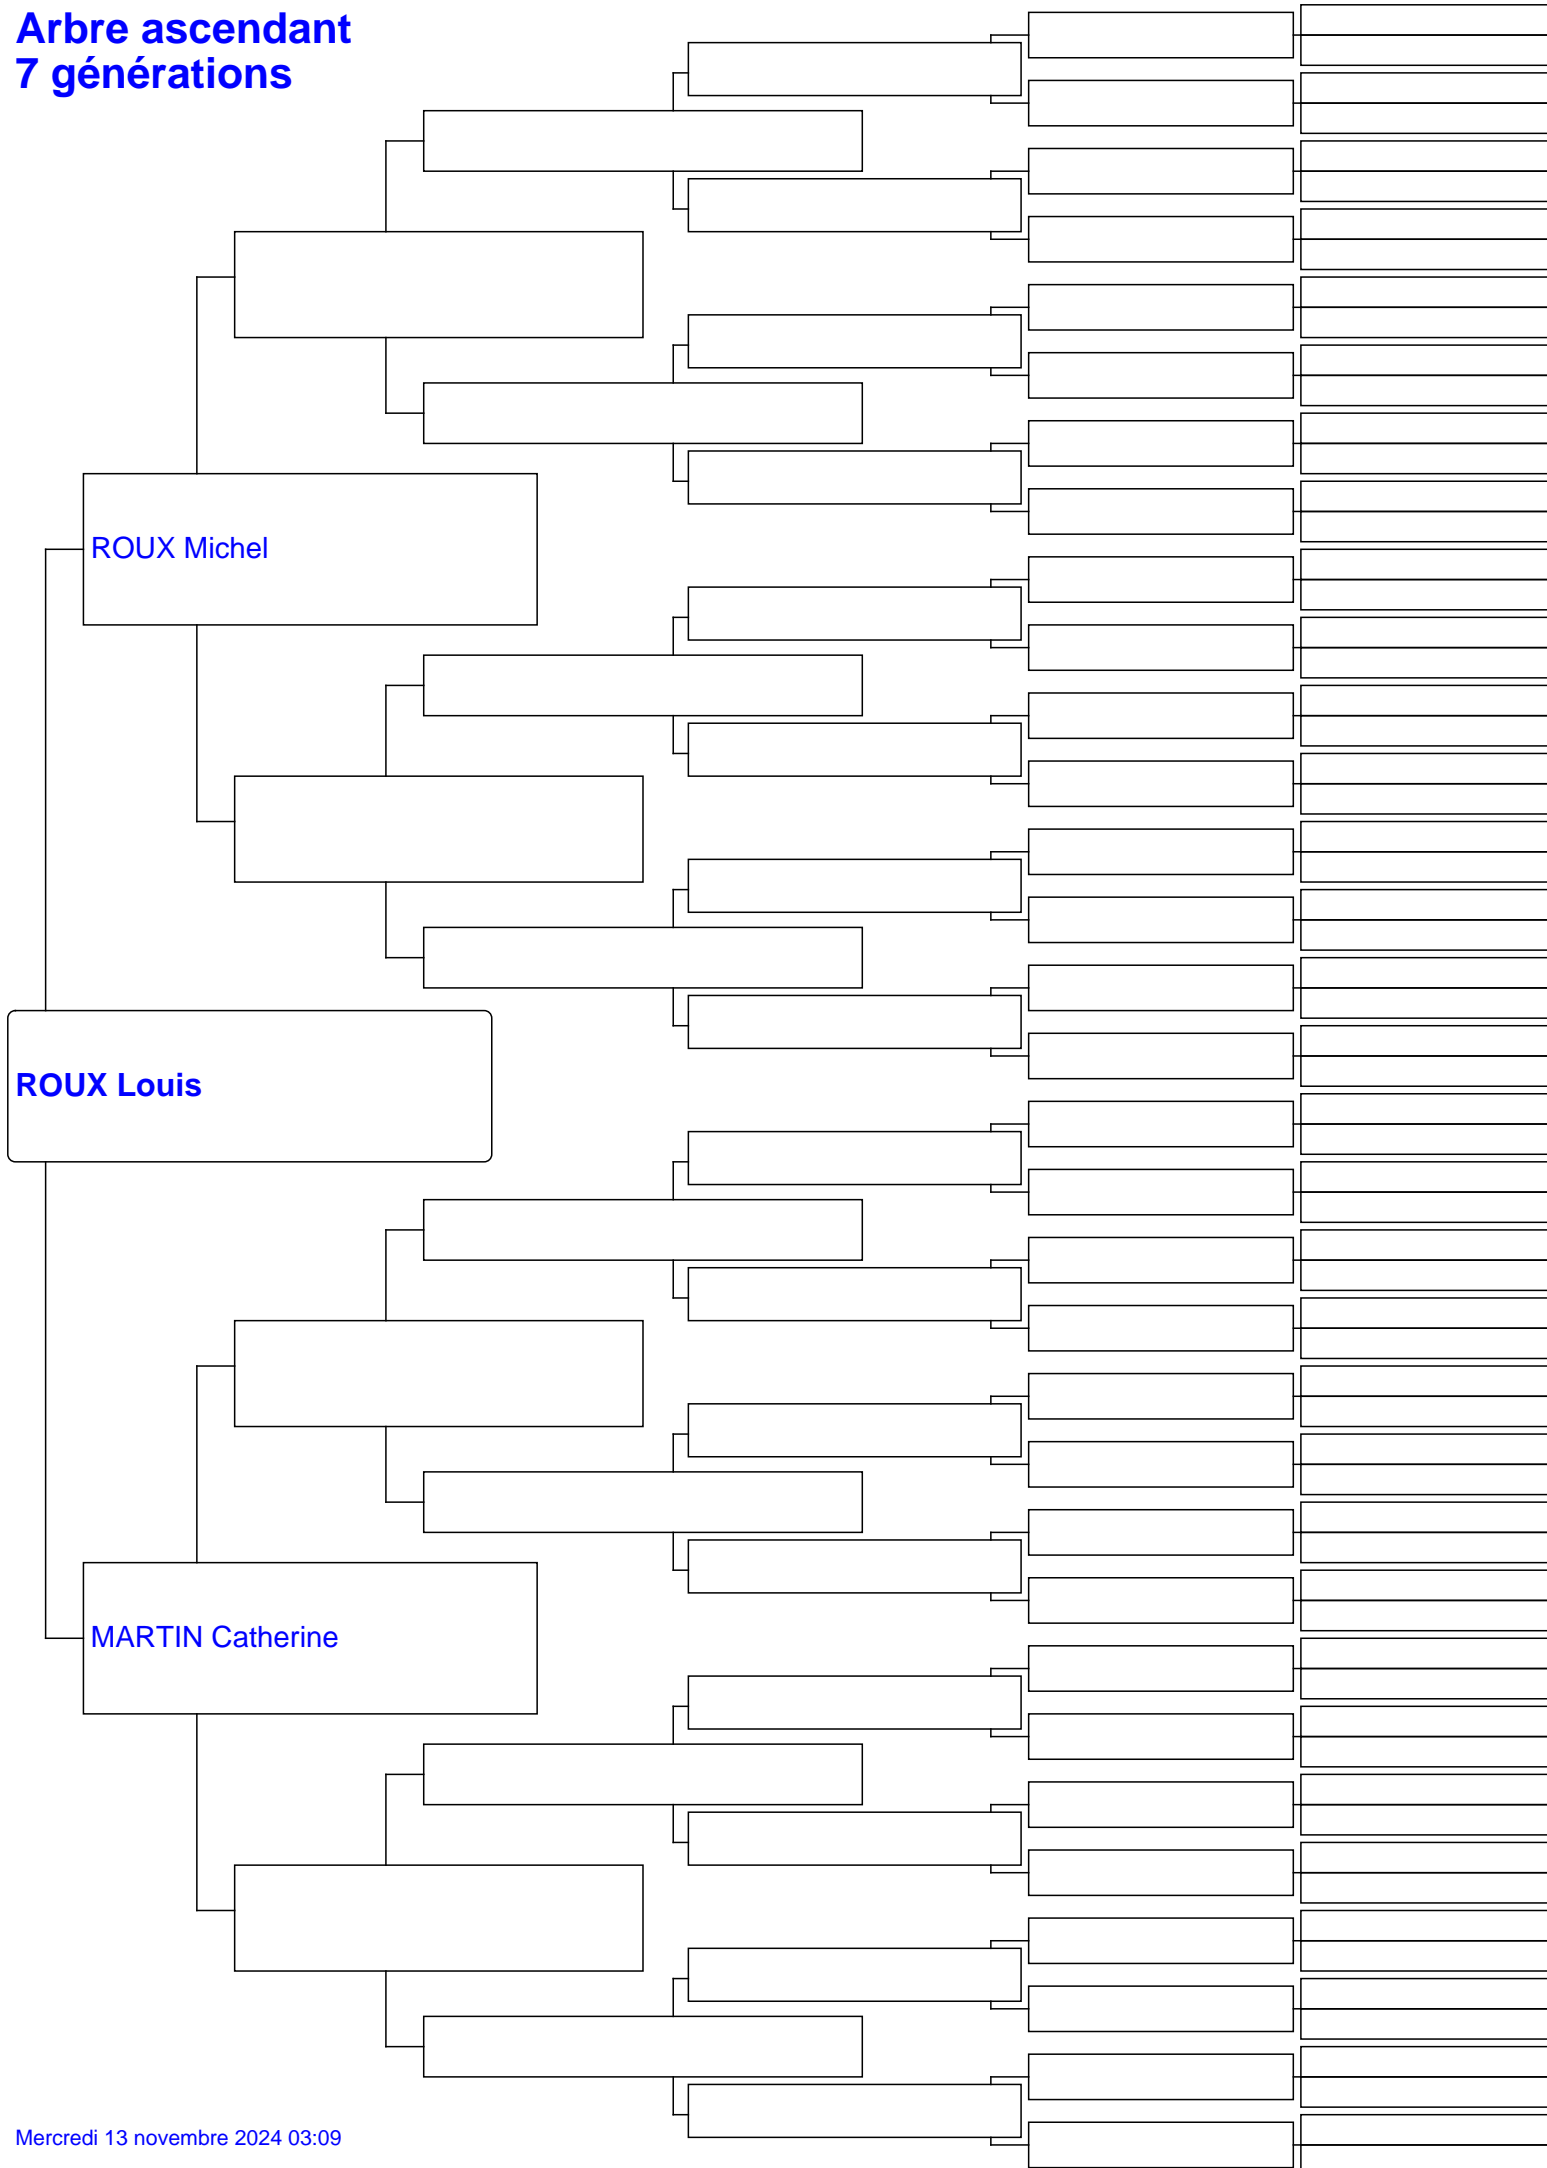 Arbre ascendant
7 générations
ROUX Michel
ROUX Louis
MARTIN Catherine
Mercredi 13 novembre 2024 03:09